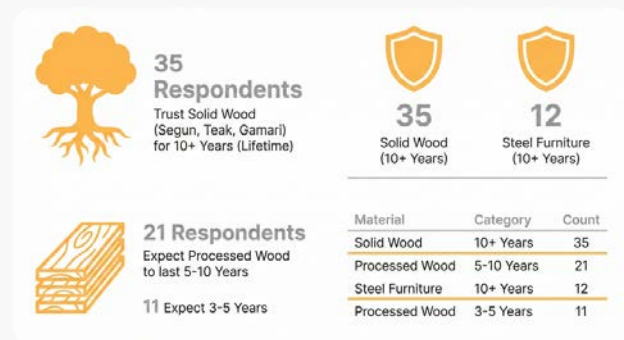 35
Respondents
Trust Solid Wood
(Segun, Teak, Gamari)
for 10+ Years (Lifetime)
35
Solid Wood
(10+ Years)
12
Steel Furniture
(10+ Years)
21 Respondents
Expect Processed Wood
to last 5-10 Years
11 Expect 3-5 Years
Material Category Count
Solid Wood 10+ Years 35
Processed Wood 5-10 Years 21
Steel Furniture 10+ Years 12
Processed Wood 3-5 Years 11